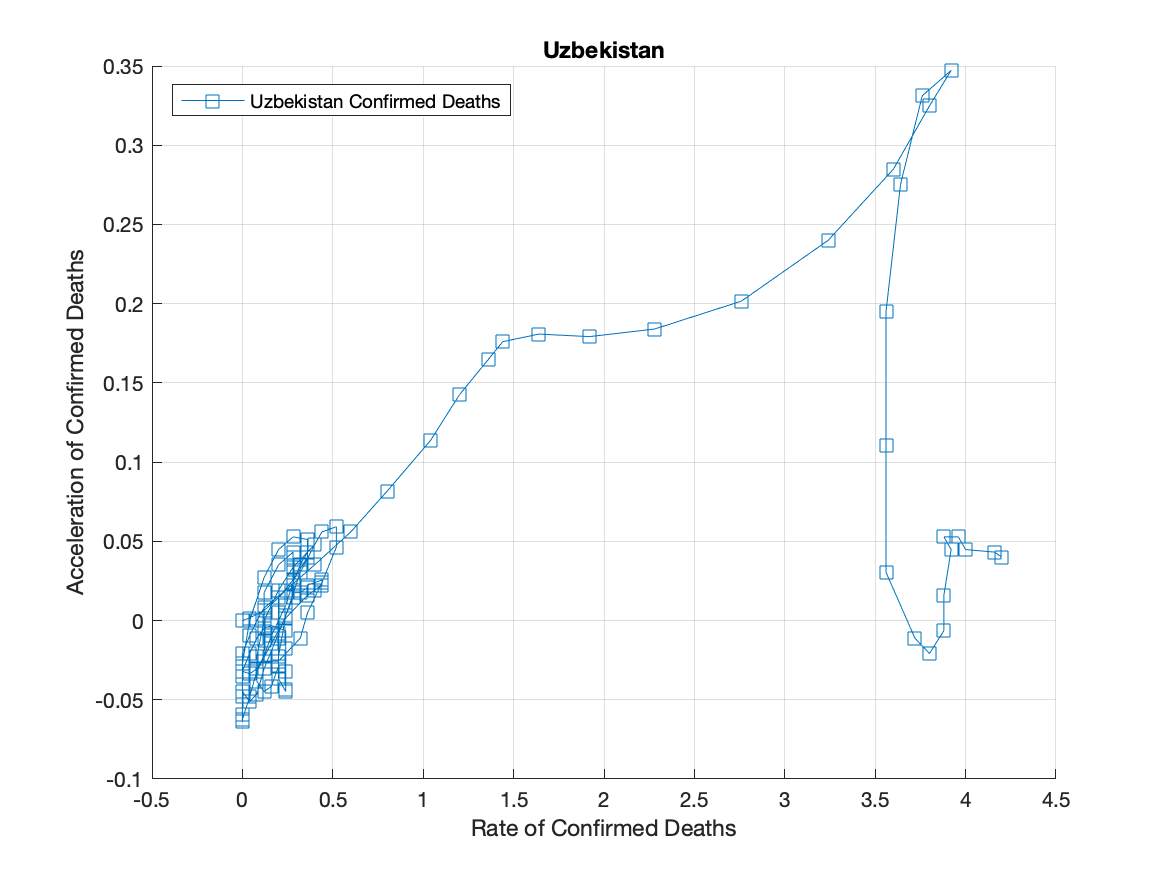 Uzbekistan
Uzbekistan Confirmed Deaths
0.35
0.3
0.25
0.2
0.15
0.1
0.05
0
-0.05
-0.1
Acceleration of Confirmed Deaths
-0.5 0 0.5 1 1.5 2 2.5 3 3.5 4 4.5
Rate of Confirmed Deaths